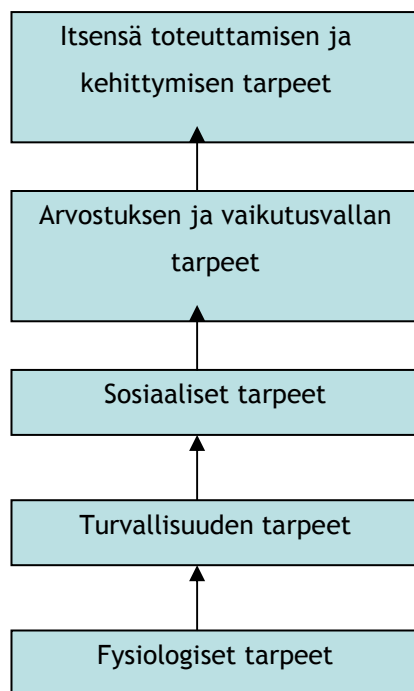 Itsensä toteuttamisen ja
kehittymisen tarpeet
Arvostuksen ja vaikutusvallan
tarpeet
Sosiaaliset tarpeet
Turvallisuuden tarpeet
Fysiologiset tarpeet